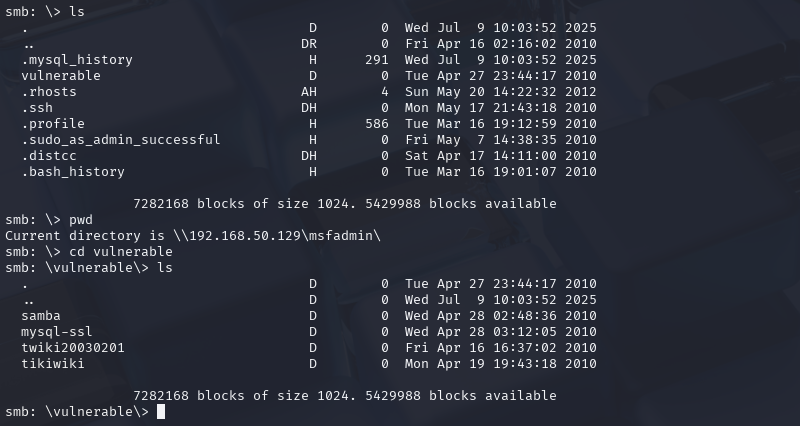 smb: \> ls
  .                                   D        0  Wed Jul  9 10:03:52 2025
  ..                                 DR        0  Fri Apr 16 02:16:02 2010
  .mysql_history                      H      291  Wed Jul  9 10:03:52 2025
  vulnerable                          D        0  Tue Apr 27 23:44:17 2010
  .rhosts                            AH        4  Sun May 20 14:22:32 2012
  .ssh                               DH        0  Mon May 17 21:43:18 2010
  .profile                            H      586  Tue Mar 16 19:12:59 2010
  .sudo_as_admin_successful           H        0  Fri May  7 14:38:35 2010
  .distcc                            DH        0  Sat Apr 17 14:11:00 2010
  .bash_history                       H        0  Tue Mar 16 19:01:07 2010

                7282168 blocks of size 1024. 5429988 blocks available
smb: \> pwd
Current directory is \\192.168.50.129\msfadmin\
smb: \> cd vulnerable
smb: \vulnerable\> ls
  .                                   D        0  Tue Apr 27 23:44:17 2010
  ..                                  D        0  Wed Jul  9 10:03:52 2025
  samba                               D        0  Wed Apr 28 02:48:36 2010
  mysql-ssl                           D        0  Wed Apr 28 03:12:05 2010
  twiki20030201                       D        0  Fri Apr 16 16:37:02 2010
  tikiwiki                            D        0  Mon Apr 19 19:43:18 2010

                7282168 blocks of size 1024. 5429988 blocks available
smb: \vulnerable\>